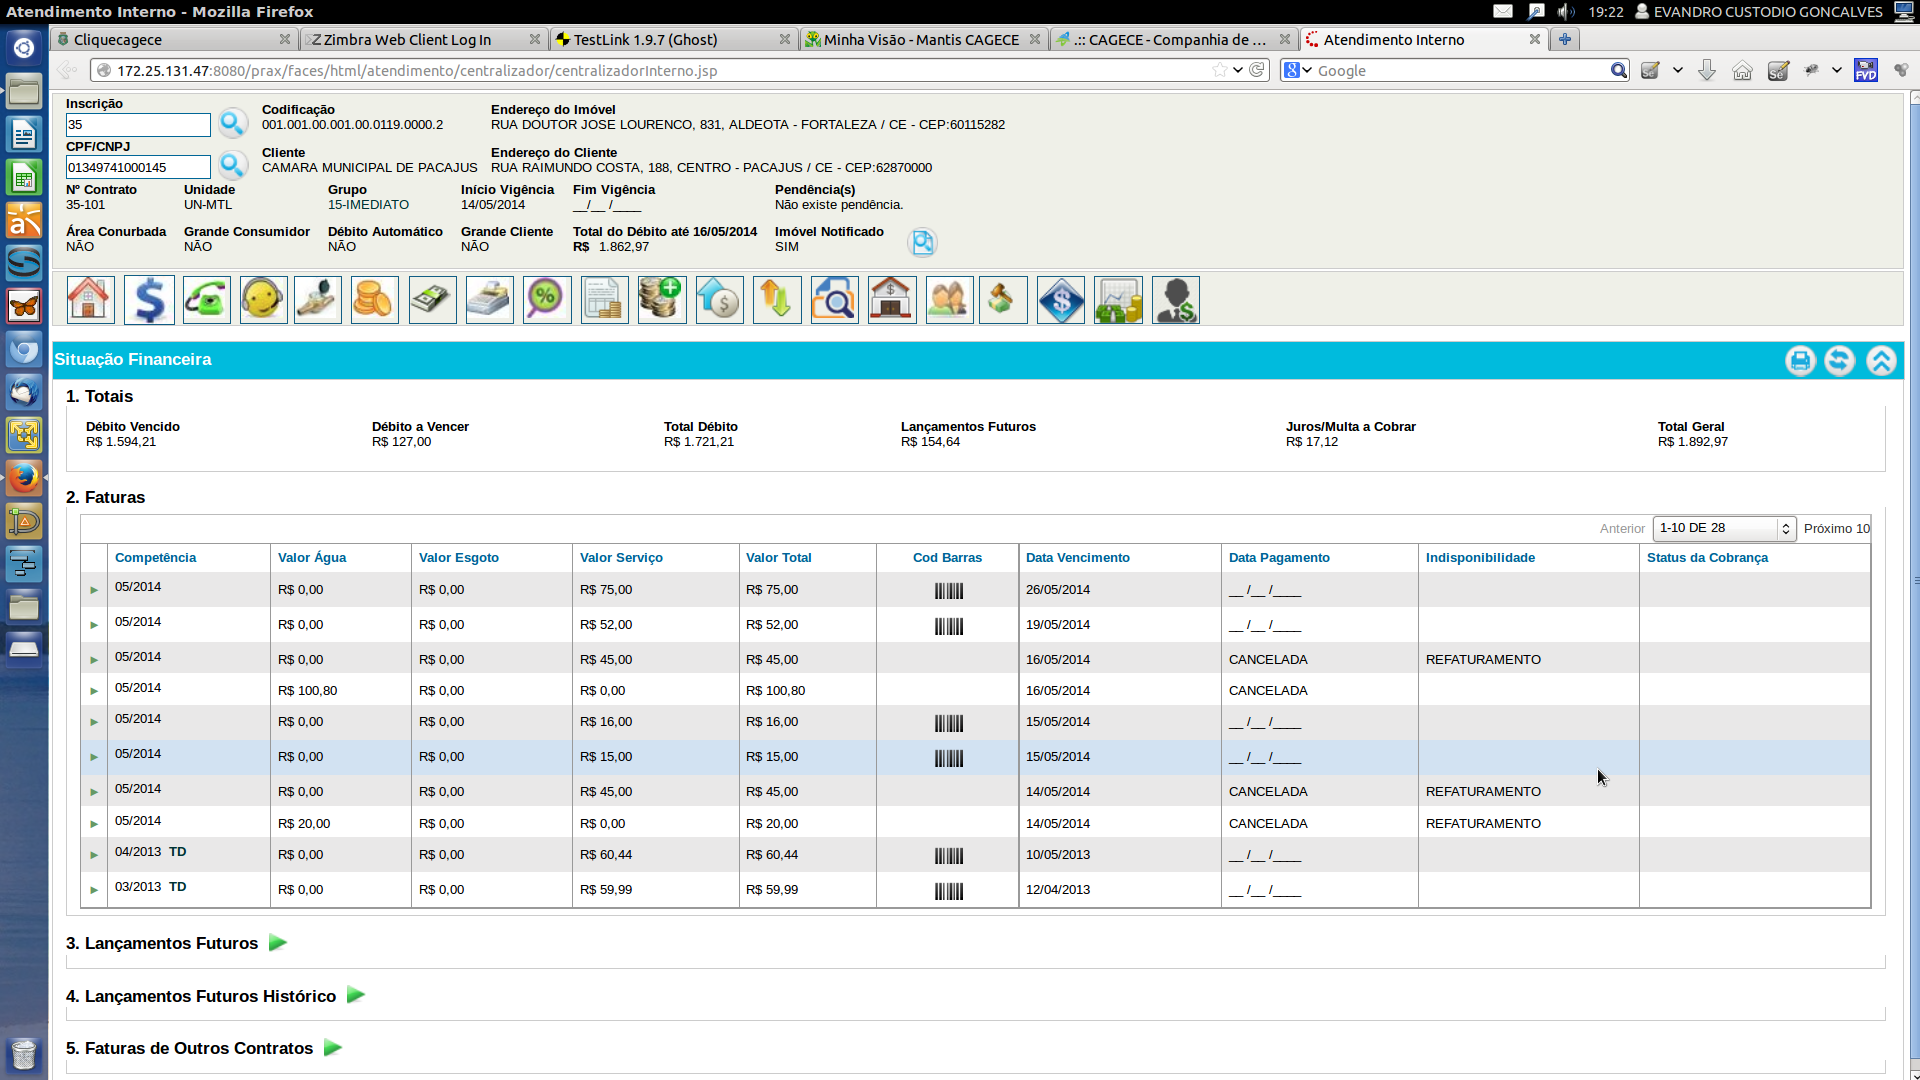 Atendimento Interno - Mozilla Firefox
19:22 EVANDRO CUSTODIO GONCALVES
Cliquecagece
Zimbra Web Client Log In
TestLink 1.9.7 (Ghost)
Minha Visão - Mantis CAGECE
.:: CAGECE - Companhia de ...
Atendimento Interno
172.25.131.47:8080/prax/faces/html/atendimento/centralizador/centralizadorInterno.jsp
Google
FVD
Inscrição
35
Codificação
001.001.00.001.00.0119.0000.2
Endereço do Imóvel
RUA DOUTOR JOSE LOURENCO, 831, ALDEOTA - FORTALEZA / CE - CEP:60115282
CPF/CNPJ
01349741000145
Cliente
CAMARA MUNICIPAL DE PACAJUS
Endereço do Cliente
RUA RAIMUNDO COSTA, 188, CENTRO - PACAJUS / CE - CEP:62870000
Nº Contrato Unidade Grupo Início Vigência Fim Vigência Pendência(s)
35-101 UN-MTL 15-IMEDIATO 14/05/2014 __/__ /____ Não existe pendência.
Área Conurbada Grande Consumidor Débito Automático Grande Cliente Total do Débito até 16/05/2014 Imóvel Notificado
NÃO NÃO NÃO NÃO R$ 1.862,97 SIM
Situação Financeira
1. Totais
Débito Vencido Débito a Vencer Total Débito Lançamentos Futuros Juros/Multa a Cobrar Total Geral
R$ 1.594,21 R$ 127,00 R$ 1.721,21 R$ 154,64 R$ 17,12 R$ 1.892,97
2. Faturas
Anterior 1-10 DE 28 Próximo 10
Competência Valor Água Valor Esgoto Valor Serviço Valor Total Cod Barras Data Vencimento Data Pagamento Indisponibilidade Status da Cobrança
05/2014 R$ 0,00 R$ 0,00 R$ 75,00 R$ 75,00 26/05/2014 __ /__ /____
05/2014 R$ 0,00 R$ 0,00 R$ 52,00 R$ 52,00 19/05/2014 __ /__ /____
05/2014 R$ 0,00 R$ 0,00 R$ 45,00 R$ 45,00 16/05/2014 CANCELADA REFATURAMENTO
05/2014 R$ 100,80 R$ 0,00 R$ 0,00 R$ 100,80 16/05/2014 CANCELADA
05/2014 R$ 0,00 R$ 0,00 R$ 16,00 R$ 16,00 15/05/2014 __ /__ /____
05/2014 R$ 0,00 R$ 0,00 R$ 15,00 R$ 15,00 15/05/2014 __ /__ /____
05/2014 R$ 0,00 R$ 0,00 R$ 45,00 R$ 45,00 14/05/2014 CANCELADA REFATURAMENTO
05/2014 R$ 20,00 R$ 0,00 R$ 0,00 R$ 20,00 14/05/2014 CANCELADA REFATURAMENTO
04/2013 TD R$ 0,00 R$ 0,00 R$ 60,44 R$ 60,44 10/05/2013 __ /__ /____
03/2013 TD R$ 0,00 R$ 0,00 R$ 59,99 R$ 59,99 12/04/2013 __ /__ /____
3. Lançamentos Futuros
4. Lançamentos Futuros Histórico
5. Faturas de Outros Contratos